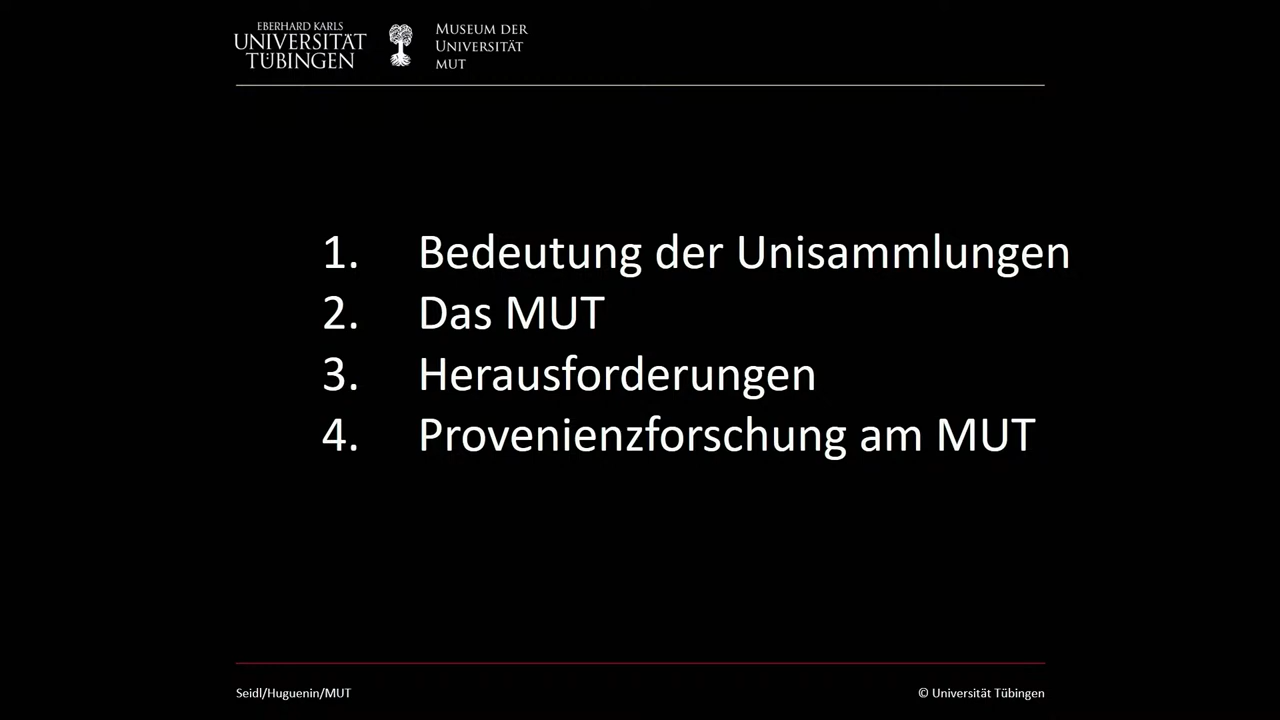 EBERHARD KARLS
UNIVERSITÄT
TÜBINGEN
MUSEUM DER
UNIVERSITÄT
MUT
1. Bedeutung der Unisammlungen
2. Das MUT
3. Herausforderungen
4. Provenienzforschung am MUT
Seidl/Huguenin/MUT
© Universität Tübingen